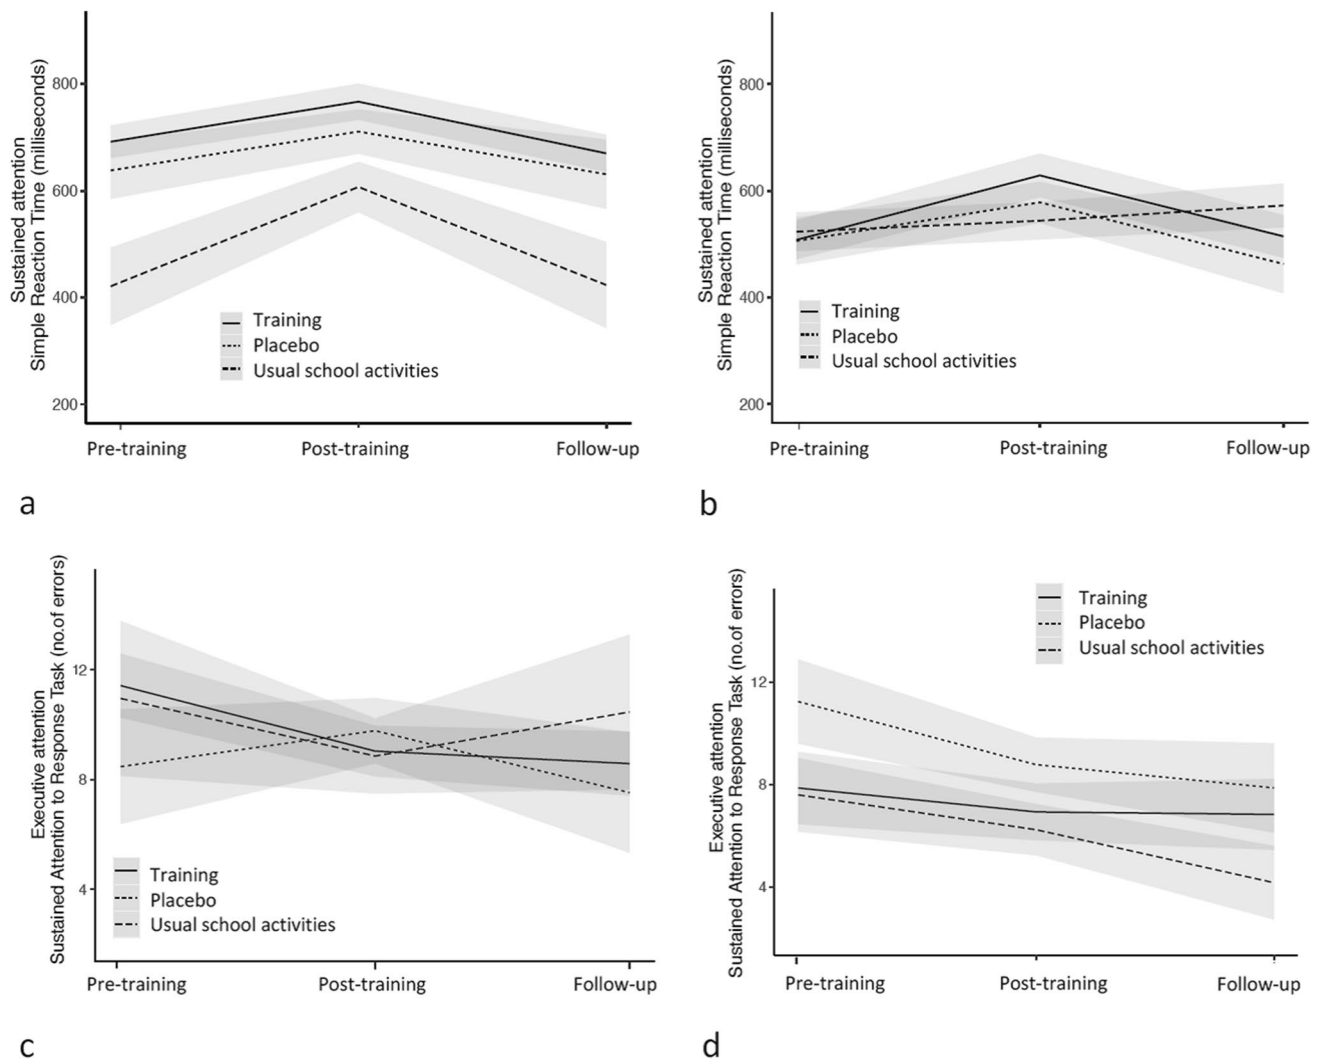 Sustained attention
Simple Reaction Time (milliseconds)
800
600
400
200
Training
Placebo
Usual school activities
Pre-training
Post-training
Follow-up
a
Sustained attention
Simple Reaction Time (milliseconds)
800
600
400
200
Training
Placebo
Usual school activities
Pre-training
Post-training
Follow-up
b
Executive attention
Sustained Attention to Response Task (no.of errors)
12
8
4
Training
Placebo
Usual school activities
Pre-training
Post-training
Follow-up
c
Executive attention
Sustained Attention to Response Task (no.of errors)
12
8
4
Training
Placebo
Usual school activities
Pre-training
Post-training
Follow-up
d